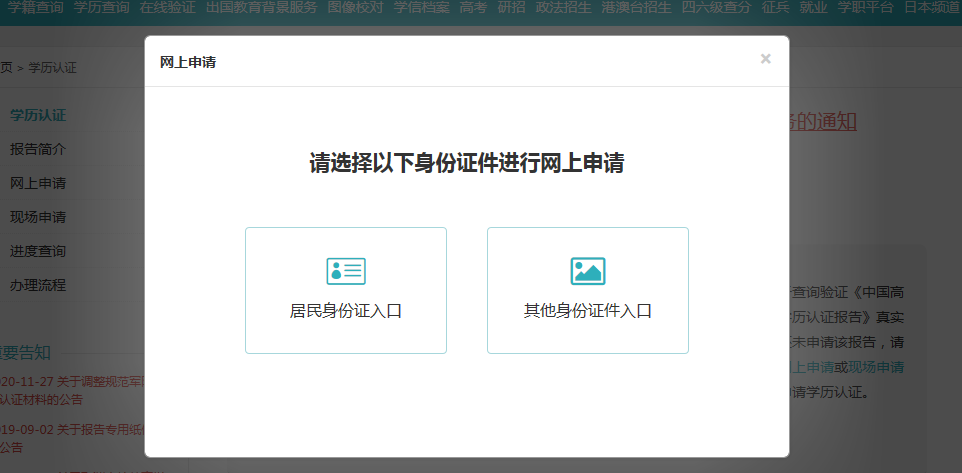 学籍查询 学历查询 在线验证 出国教育背景服务 图像校对 学信档案 高考 研招 政法招生 港澳台招生 四六级查分 征兵 就业 学职平台 日本频道
网上申请 ×
页 > 学历认证
学历认证
的通知
报告简介
请选择以下身份证件进行网上申请
网上申请
现场申请
进度查询
办理流程
居民身份证入口
其他身份证件入口
查询验证《中国高
历认证报告》真实
未申请该报告，请
上申请或现场申请
请学历认证。
要告知
20-11-27 关于调整规范军
认证材料的公告
19-09-02 关于报告专用纸
公告